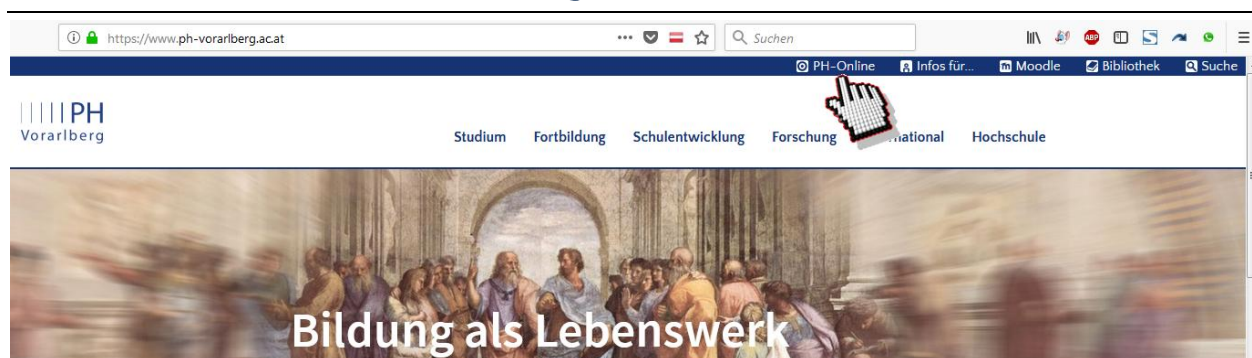 https://www.ph-vorarlberg.ac.at
Suchen
ABP
PH-Online Infos für... Moodle Bibliothek Suche
PH
Vorarlberg
Studium Fortbildung Schulentwicklung Forschung Hochschule
Bildung als Lebenswerk